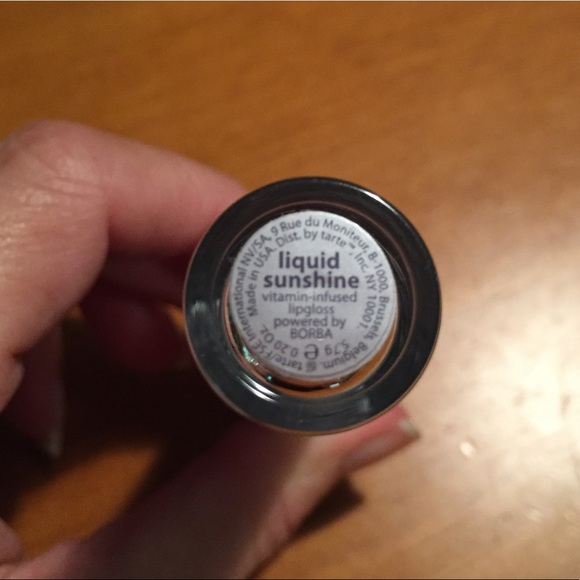 liquid
sunshine
vitamin-infused
lipgloss
powered by
BORBA
5.7g ℮ 0.20 OZ.
Made in USA. Dist. by tarte™, Inc. NY 10001.
tarte/FSE International NV/SA, 9 Rue du Moniteur, B-1000, Brussels, Belgium.